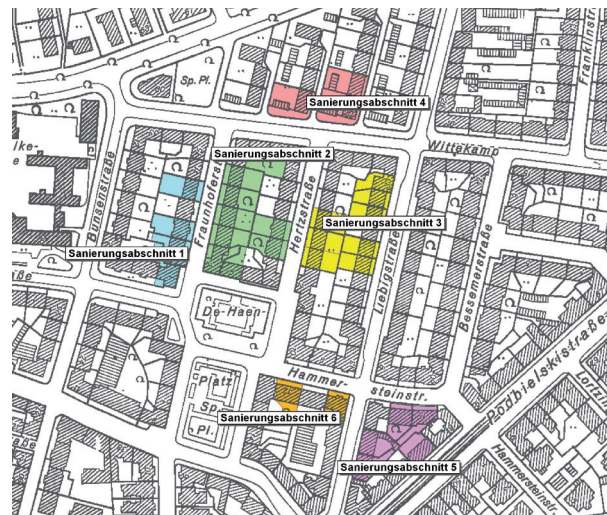 Franklinstr.
Sp. Pl.
Sanierungsabschnitt 4
Wittekamp
Bunsenstraße
Fraunhoferstr.
Sanierungsabschnitt 2
Hertzstraße
Sanierungsabschnitt 3
Sanierungsabschnitt 1
Liebigstraße
Bessemerstraße
De-Haen-
Platz
Sp.
Pl.
Hammer-
steinstr.
Podbielskistraße
Sanierungsabschnitt 6
Sanierungsabschnitt 5
Hammersteinstr.